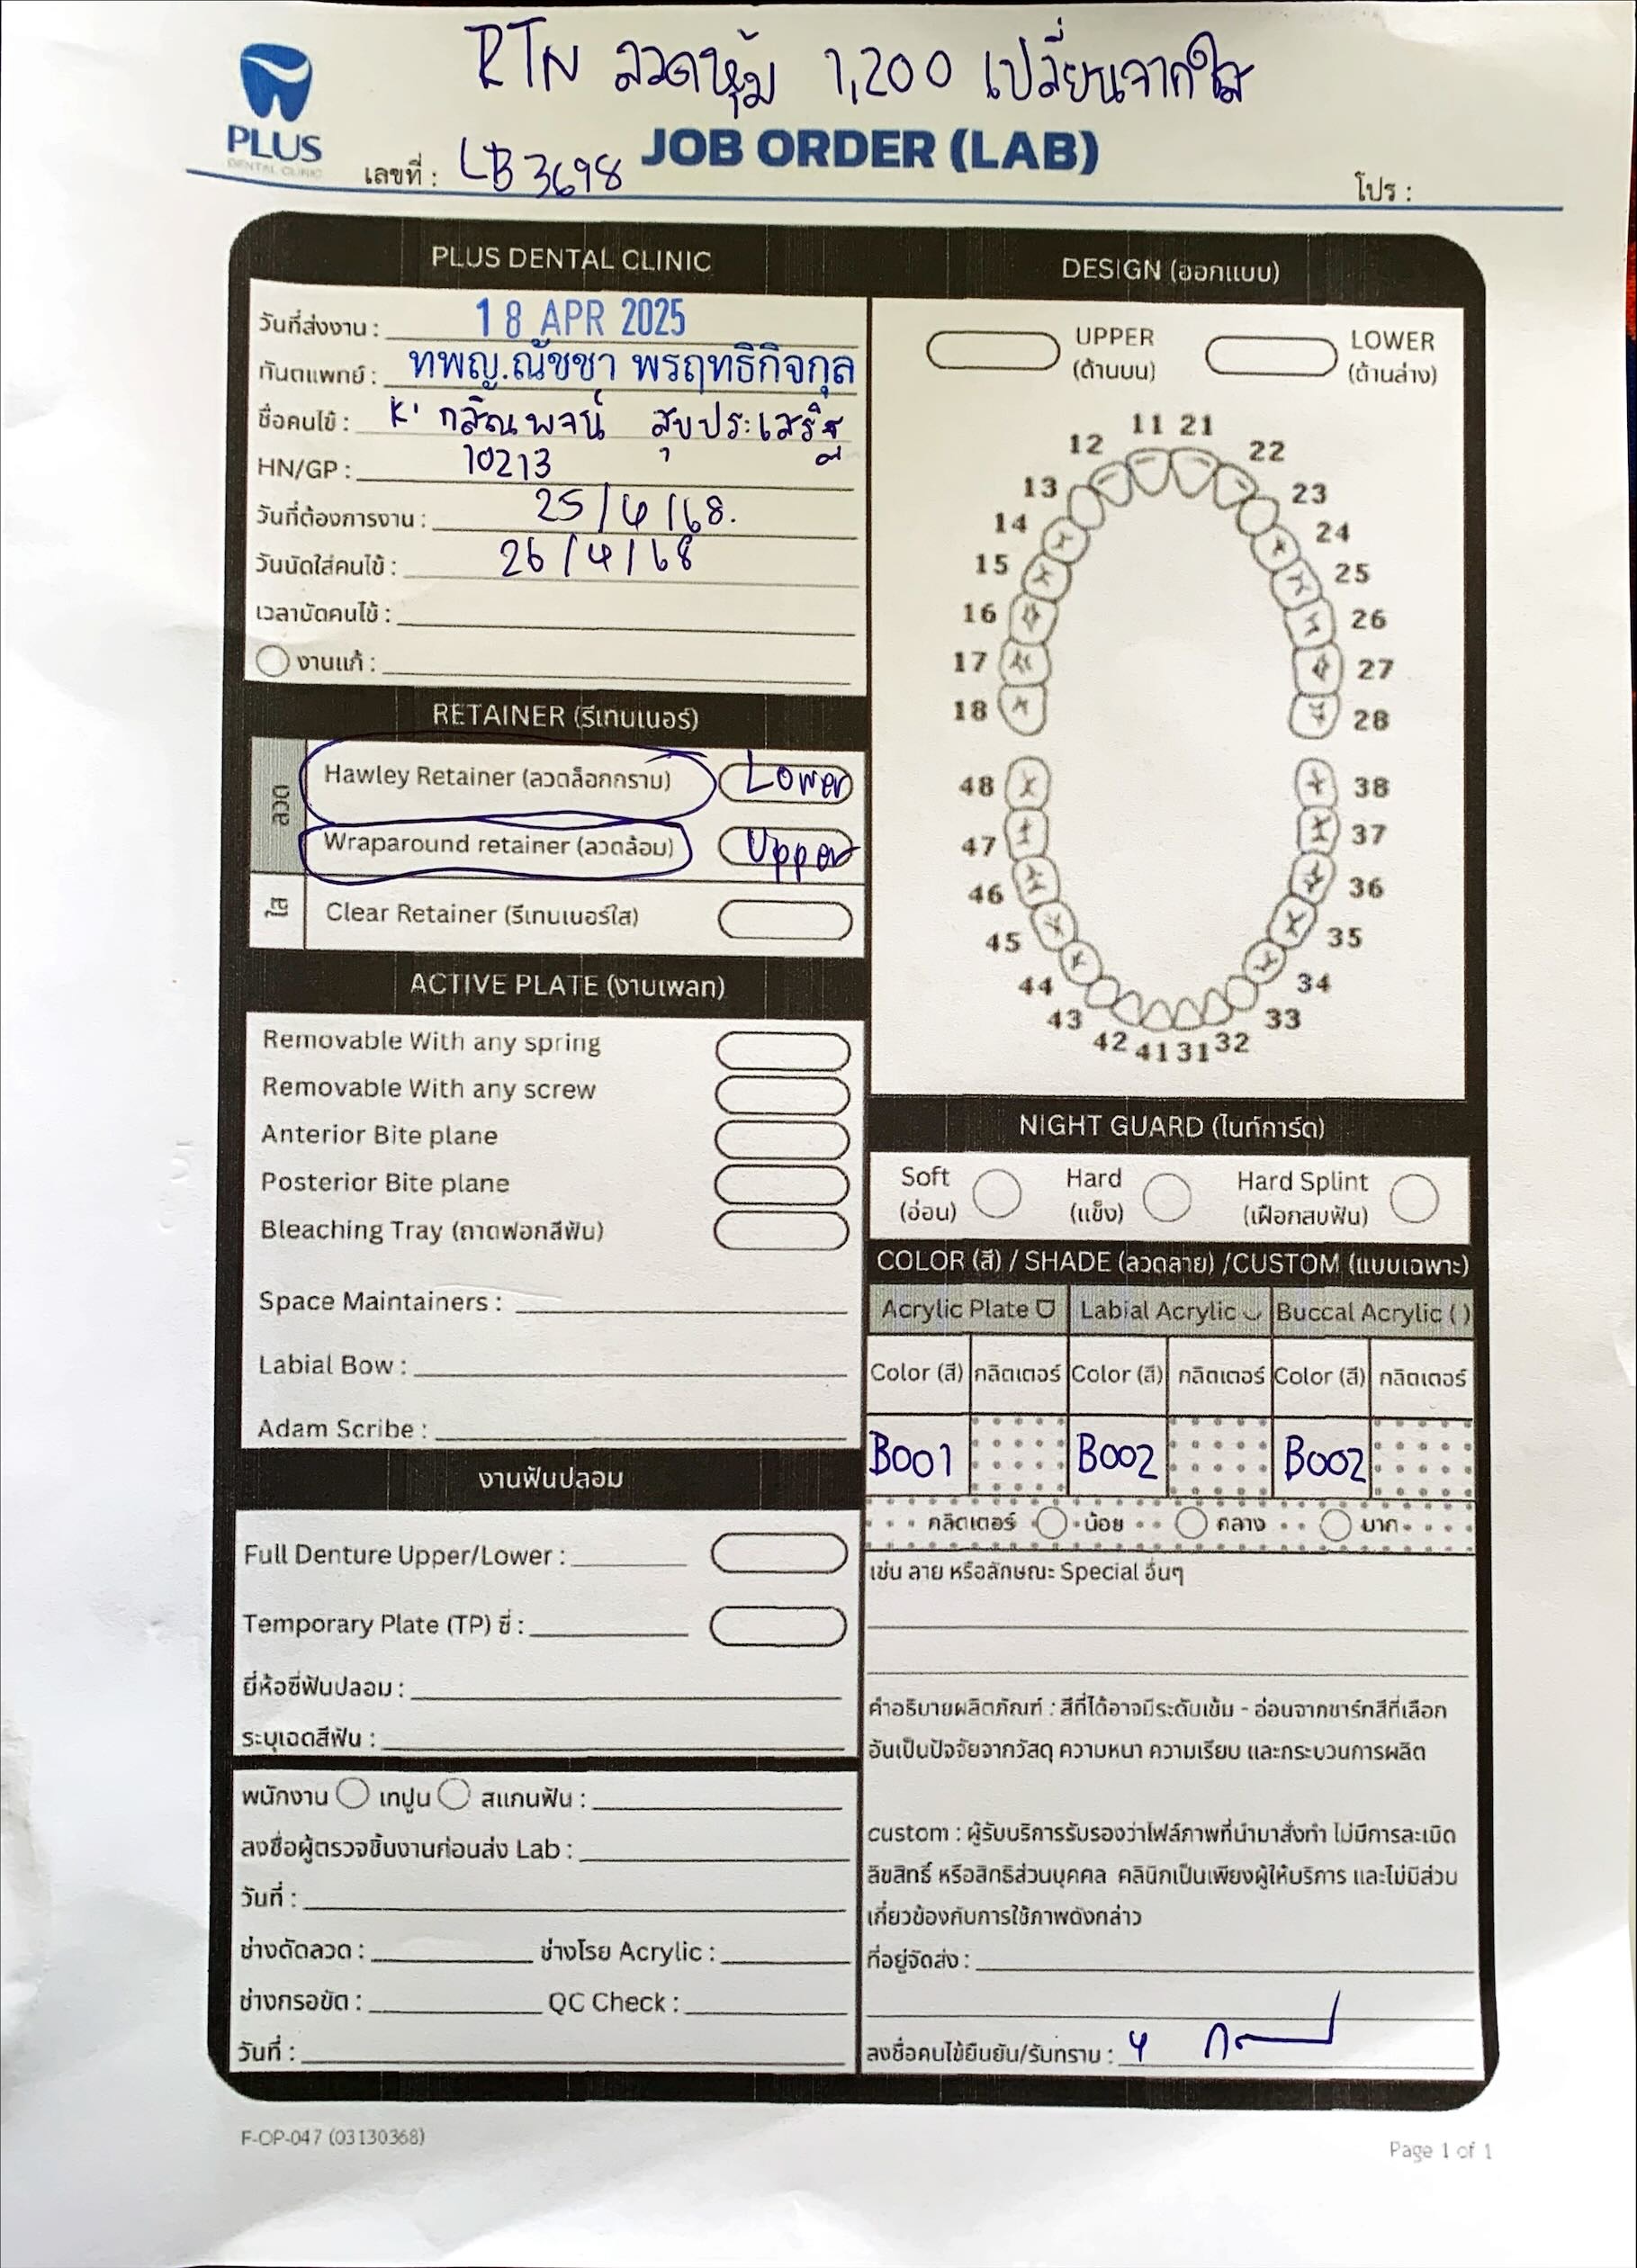 RTN ลวดหุ้ม 1,200 เปลี่ยนจากใส
PLUS
DENTAL CLINIC
เลขที่ : LB 3698
JOB ORDER (LAB)
โปร :
PLUS DENTAL CLINIC
วันที่ส่งงาน : 18 APR 2025
ทันตแพทย์ : ทพญ.ณัชชา พรฤทธิกิจกุล
ชื่อคนไข้ : K' กสิณพจน์ สุขประเสริฐ
HN/GP : 10213
วันที่ต้องการงาน : 25/4/68.
วันนัดใส่คนไข้ : 26/4/68
เวลานัดคนไข้ :
งานแก้ :
RETAINER (รีเทนเนอร์)
ลวด
Hawley Retainer (ลวดล็อกกราม) Lower
Wraparound retainer (ลวดล้อม) Upper
ใส
Clear Retainer (รีเทนเนอร์ใส)
ACTIVE PLATE (งานเพลท)
Removable With any spring
Removable With any screw
Anterior Bite plane
Posterior Bite plane
Bleaching Tray (ถาดฟอกสีฟัน)
Space Maintainers :
Labial Bow :
Adam Scribe :
งานฟันปลอม
Full Denture Upper/Lower :
Temporary Plate (TP) ซี่ :
ยี่ห้อซี่ฟันปลอม :
ระบุเฉดสีฟัน :
พนักงาน เทปูน สแกนฟัน :
ลงชื่อผู้ตรวจชิ้นงานก่อนส่ง Lab :
วันที่ :
ช่างดัดลวด : ช่างโรย Acrylic :
ช่างกรอขัด : QC Check :
วันที่ :
DESIGN (ออกแบบ)
UPPER (ด้านบน)
LOWER (ด้านล่าง)
11 21
12 22
13 23
14 24
15 25
16 26
17 27
18 28
48 38
47 37
46 36
45 35
44 34
43 33
42 41 31 32
NIGHT GUARD (ไนท์การ์ด)
Soft (อ่อน)
Hard (แข็ง)
Hard Splint (เฝือกสบฟัน)
COLOR (สี) / SHADE (ลวดลาย) /CUSTOM (แบบเฉพาะ)
Acrylic Plate Labial Acrylic Buccal Acrylic ( )
Color (สี) กลิตเตอร์ Color (สี) กลิตเตอร์ Color (สี) กลิตเตอร์
B001 B002 B002
กลิตเตอร์ น้อย กลาง มาก
เช่น ลาย หรือลักษณะ Special อื่นๆ
คำอธิบายผลิตภัณฑ์ : สีที่ได้อาจมีระดับเข้ม - อ่อนจากชาร์ทสีที่เลือก
อันเป็นปัจจัยจากวัสดุ ความหนา ความเรียบ และกระบวนการผลิต
custom : ผู้รับบริการรับรองว่าไฟล์ภาพที่นำมาสั่งทำ ไม่มีการละเมิด
ลิขสิทธิ์ หรือสิทธิส่วนบุคคล คลินิกเป็นเพียงผู้ให้บริการ และไม่มีส่วน
เกี่ยวข้องกับการใช้ภาพดังกล่าว
ที่อยู่จัดส่ง :
ลงชื่อคนไข้ยืนยัน/รับทราบ :
F-OP-047 (03130368)
Page 1 of 1